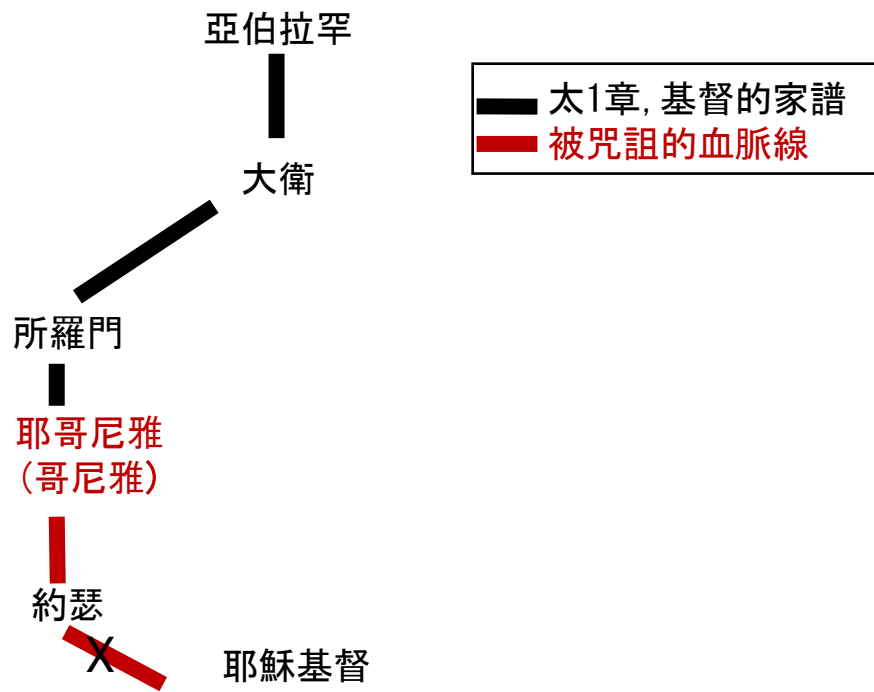 亞伯拉罕
太1章, 基督的家譜
被咒詛的血脈線
大衛
所羅門
耶哥尼雅
(哥尼雅)
約瑟
X
耶穌基督